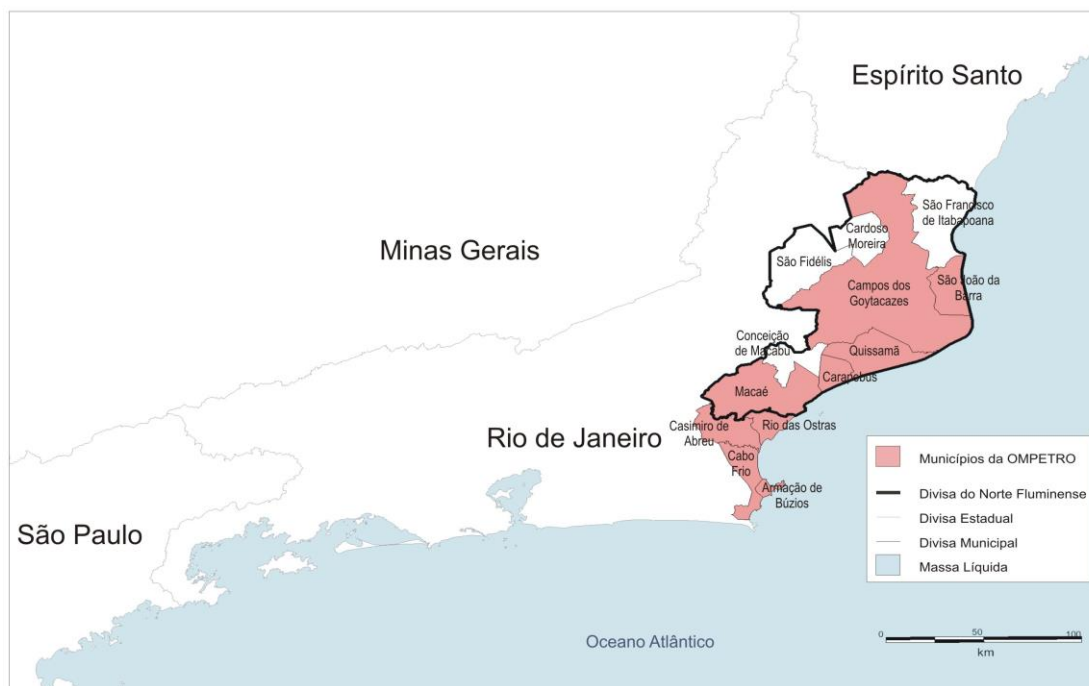 Espírito Santo
São Francisco
de Itabapoana
Cardoso
Moreira
Minas Gerais
São Fidélis
Campos dos
Goytacazes
São João da
Barra
Conceição
de Macabu
Quissamã
Carapebus
Macaé
Rio de Janeiro
Casimiro de
Abreu
Rio das Ostras
Cabo
Frio
Armação de
Búzios
São Paulo
Municípios da OMPETRO
Divisa do Norte Fluminense
Divisa Estadual
Divisa Municipal
Massa Líquida
Oceano Atlântico
0 50 100
km